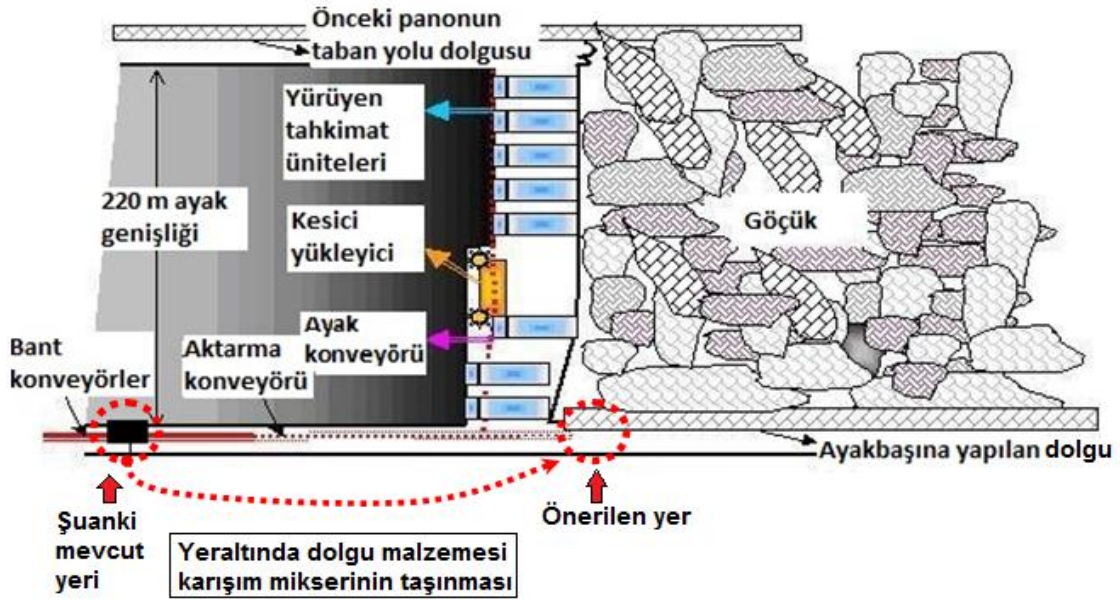 Önceki panonun
taban yolu dolgusu
Yürüyen
tahkimat
üniteleri
220 m ayak
genişliği
Kesici
yükleyici
Göçük
Ayak
konveyörü
Bant
konveyörler
Aktarma
konveyörü
Ayakbaşına yapılan dolgu
Şuanki
mevcut
yeri
Yeraltında dolgu malzemesi
karışım mikserinin taşınması
Önerilen yer